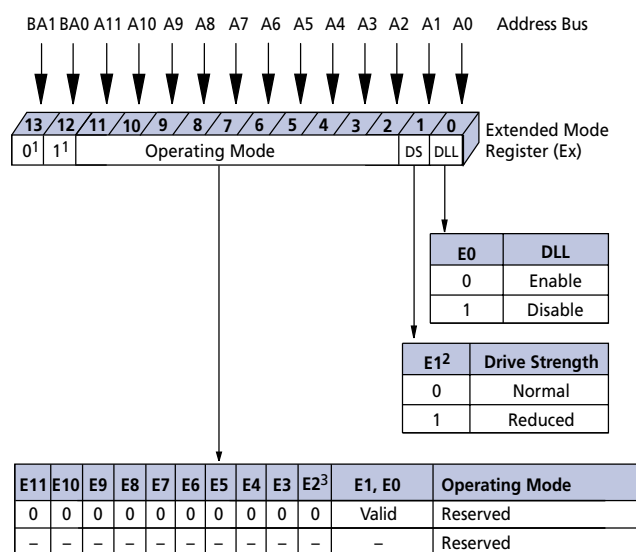 BA1 BA0 A11 A10 A9 A8 A7 A6 A5 A4 A3 A2 A1 A0 Address Bus
13 12 11 10 9 8 7 6 5 4 3 2 1 0 Extended Mode
0¹ 1¹ Operating Mode DS DLL Register (Ex)
E0 DLL
0 Enable
1 Disable
E1² Drive Strength
0 Normal
1 Reduced
E11 E10 E9 E8 E7 E6 E5 E4 E3 E2³ E1, E0 Operating Mode
0 0 0 0 0 0 0 0 0 0 Valid Reserved
– – – – – – – – – – – Reserved